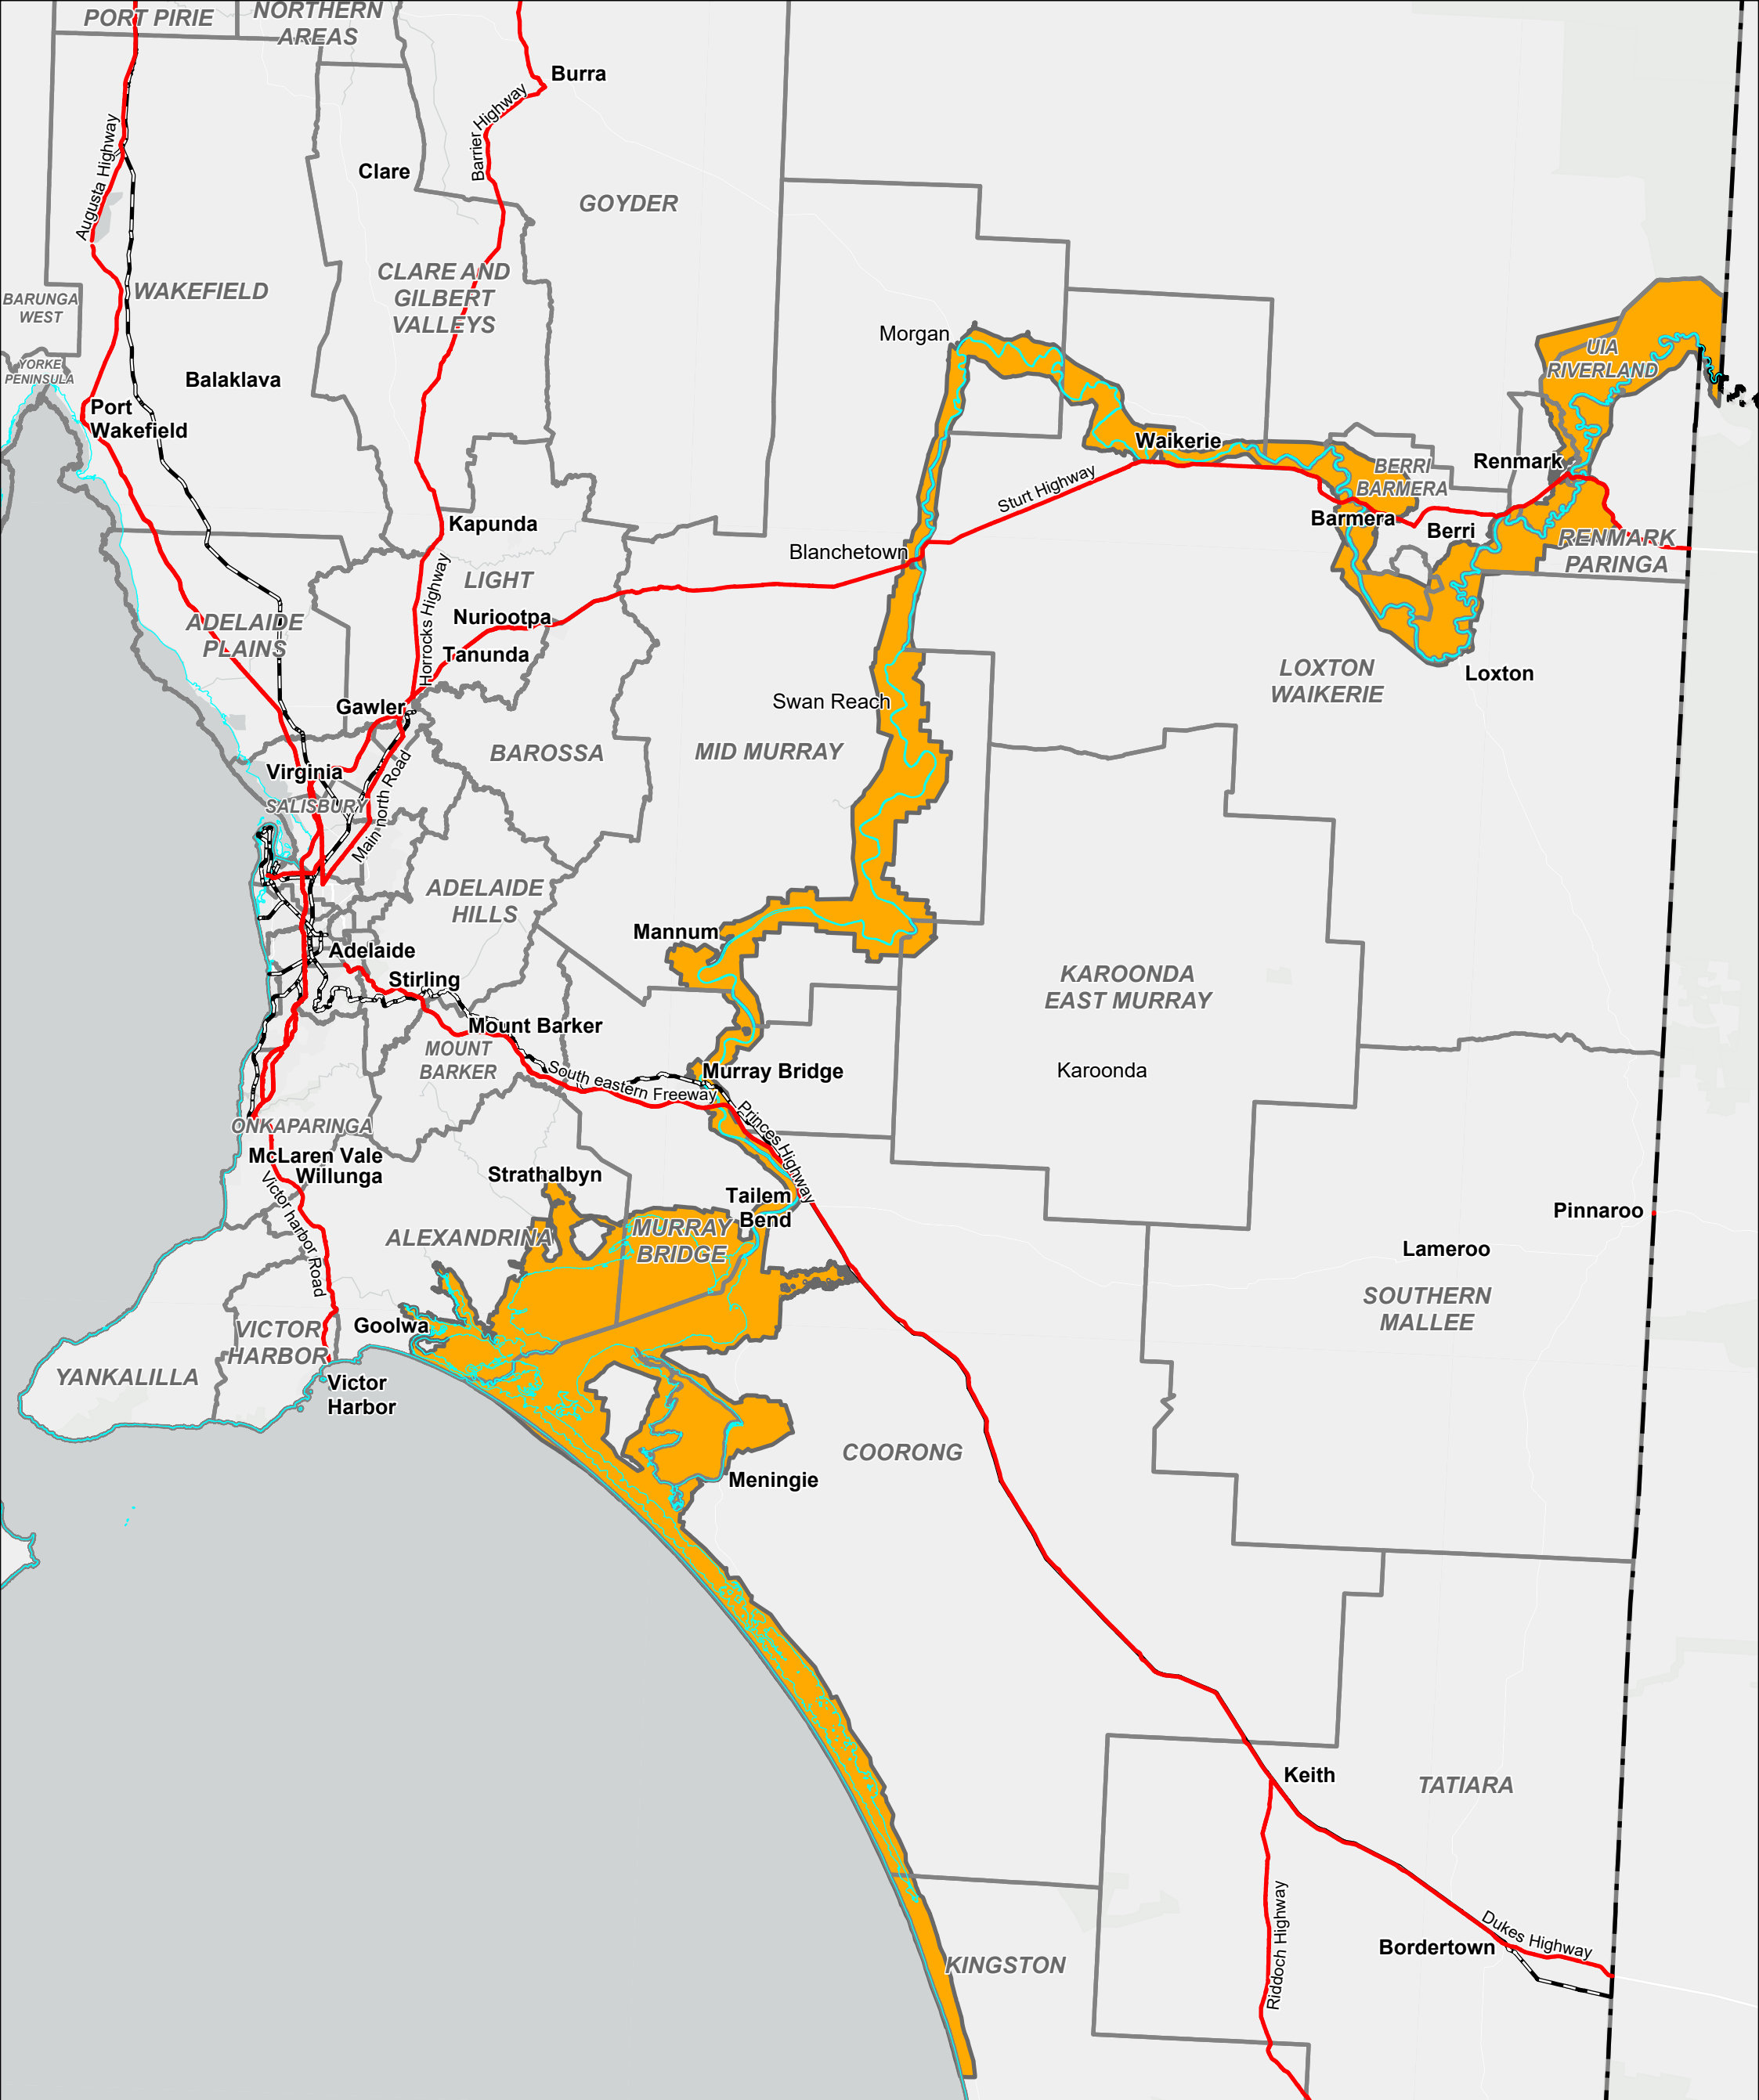 PORT PIRIE
NORTHERN
AREAS
Burra
Barrier Highway
Augusta Highway
Clare
GOYDER
CLARE AND
GILBERT
VALLEYS
WAKEFIELD
BARUNGA
WEST
YORKE
PENINSULA
Balaklava
Port
Wakefield
Morgan
UIA
RIVERLAND
Waikerie
BERRI
BARMERA
Renmark
Sturt Highway
Barmera
Berri
RENMARK
PARINGA
Kapunda
Blanchetown
LIGHT
Horrocks Highway
Nuriootpa
ADELAIDE
PLAINS
Tanunda
LOXTON
WAIKERIE
Loxton
Gawler
Swan Reach
BAROSSA
MID MURRAY
Virginia
SALISBURY
Main north Road
ADELAIDE
HILLS
Mannum
Adelaide
Stirling
KAROONDA
EAST MURRAY
Mount Barker
MOUNT
BARKER
South eastern Freeway
Murray Bridge
Karoonda
Princes Highway
ONKAPARINGA
McLaren Vale
Willunga
Victor harbor Road
Strathalbyn
Tailem
Bend
ALEXANDRINA
MURRAY
BRIDGE
Pinnaroo
Lameroo
SOUTHERN
MALLEE
Goolwa
VICTOR
HARBOR
YANKALILLA
Victor
Harbor
COORONG
Meningie
Keith
TATIARA
Riddoch Highway
Dukes Highway
Bordertown
KINGSTON